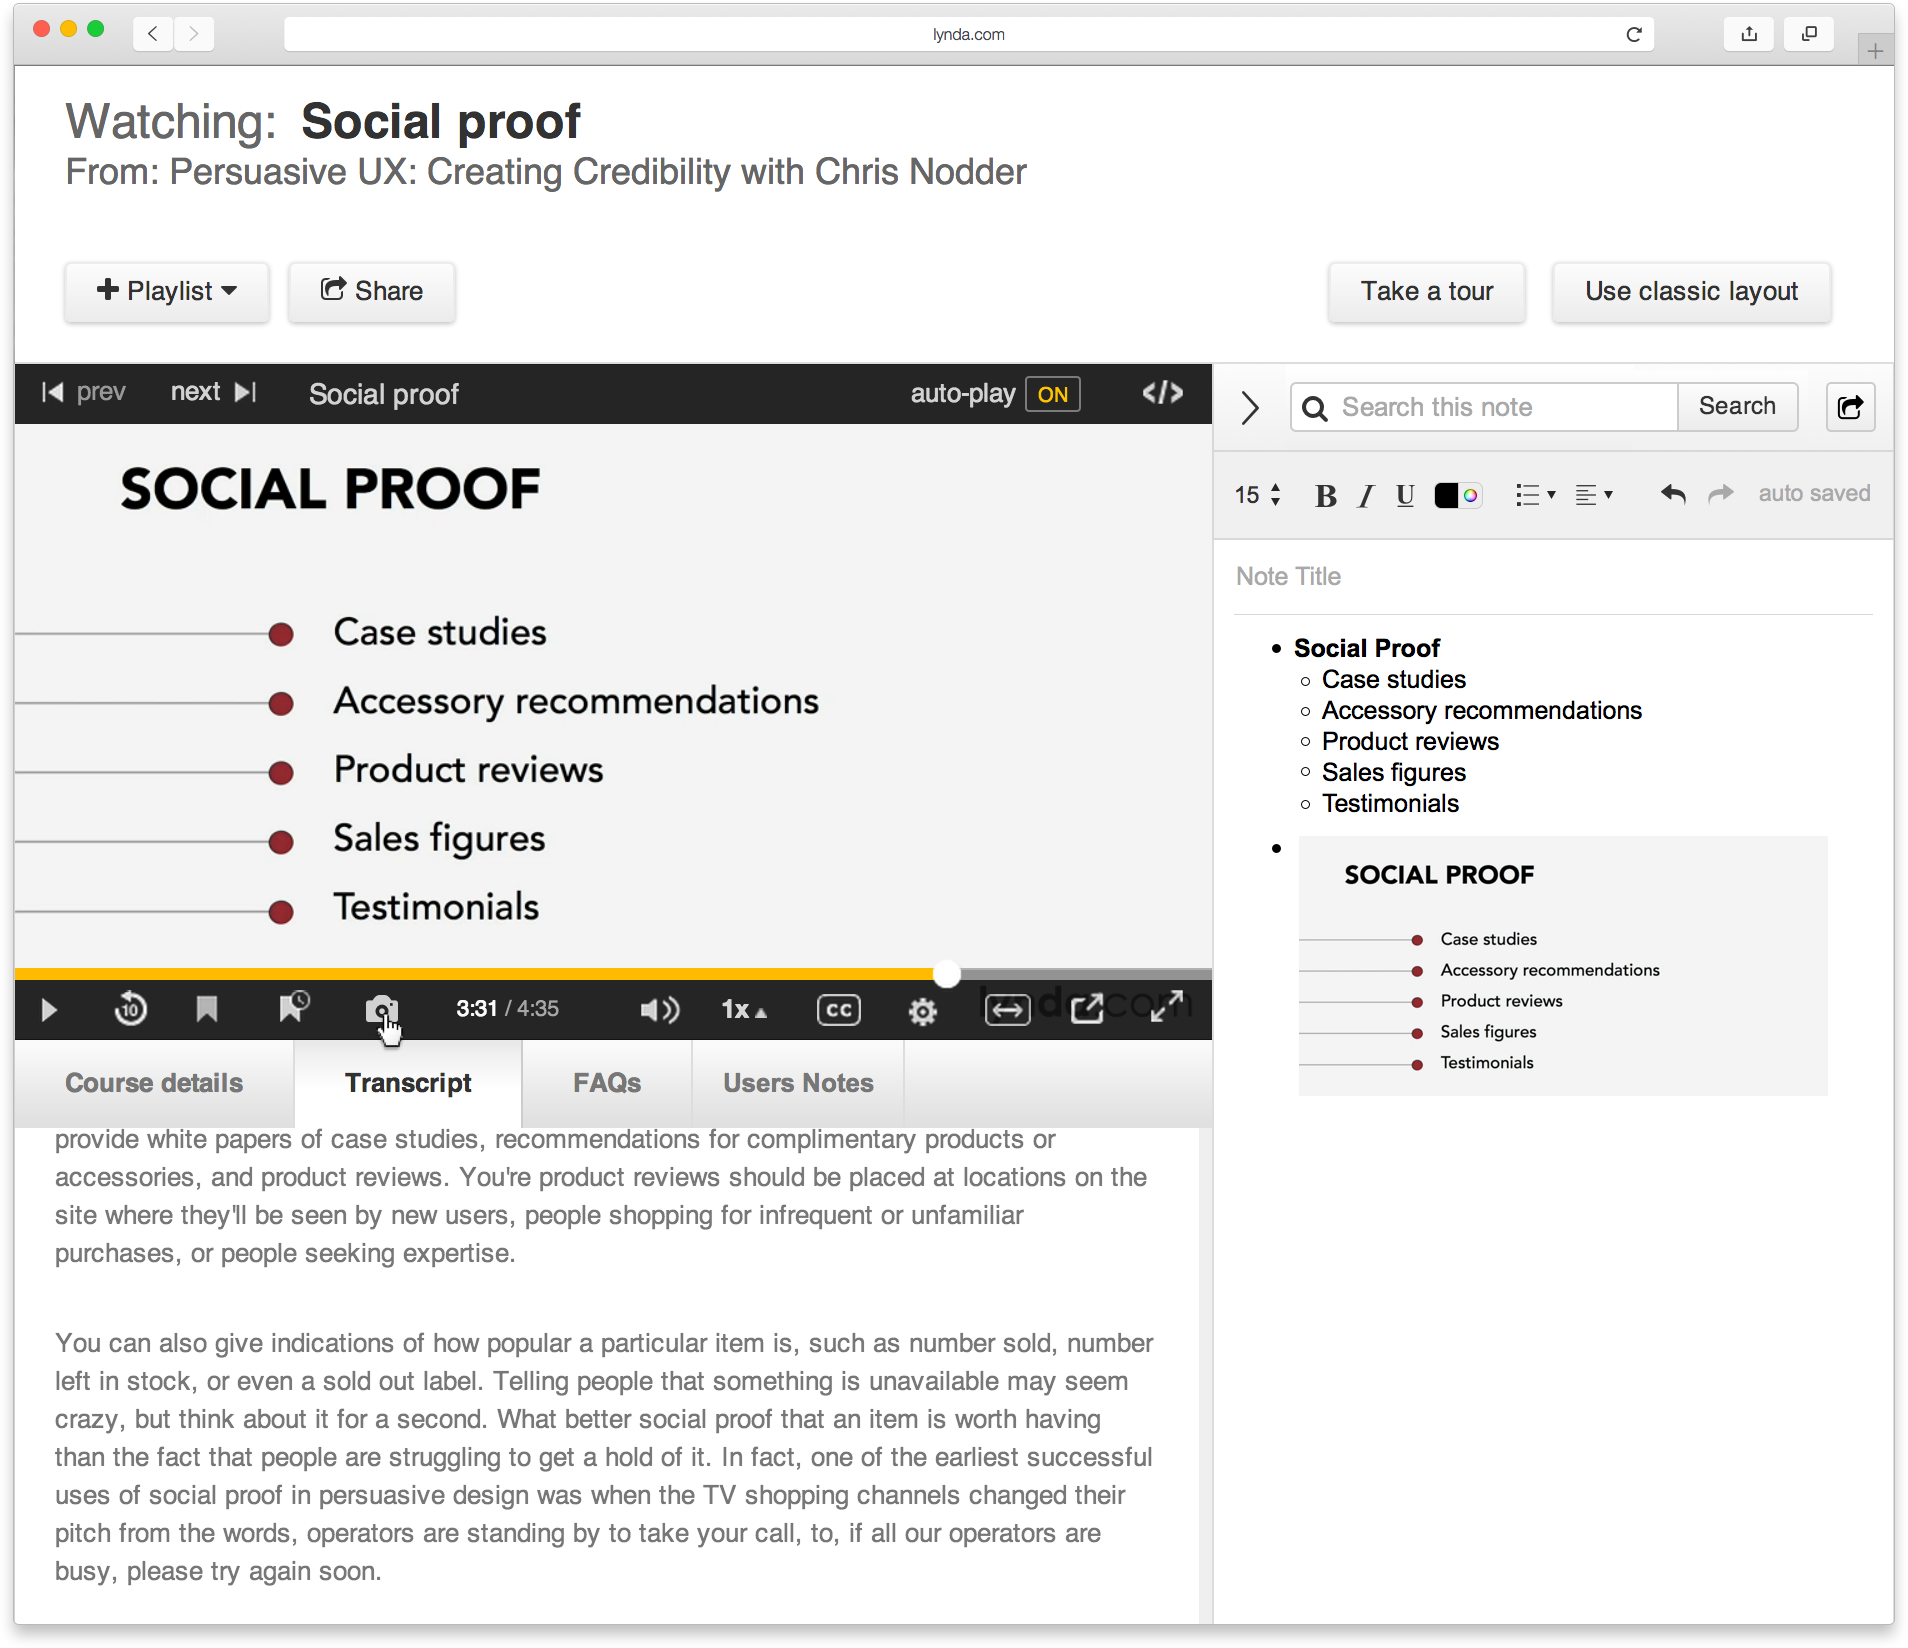 lynda.com
Watching: Social proof
From: Persuasive UX: Creating Credibility with Chris Nodder
Playlist
Share
Take a tour
Use classic layout
prev
next
Social proof
auto-play ON
SOCIAL PROOF
Case studies
Accessory recommendations
Product reviews
Sales figures
Testimonials
10
3:31 / 4:35
1x
CC
lynda.com
Course details
Transcript
FAQs
Users Notes
provide white papers of case studies, recommendations for complimentary products or
accessories, and product reviews. You're product reviews should be placed at locations on the
site where they'll be seen by new users, people shopping for infrequent or unfamiliar
purchases, or people seeking expertise.
You can also give indications of how popular a particular item is, such as number sold, number
left in stock, or even a sold out label. Telling people that something is unavailable may seem
crazy, but think about it for a second. What better social proof that an item is worth having
than the fact that people are struggling to get a hold of it. In fact, one of the earliest successful
uses of social proof in persuasive design was when the TV shopping channels changed their
pitch from the words, operators are standing by to take your call, to, if all our operators are
busy, please try again soon.
Search this note
Search
15
B I U
auto saved
Note Title
Social Proof
Case studies
Accessory recommendations
Product reviews
Sales figures
Testimonials
SOCIAL PROOF
Case studies
Accessory recommendations
Product reviews
Sales figures
Testimonials